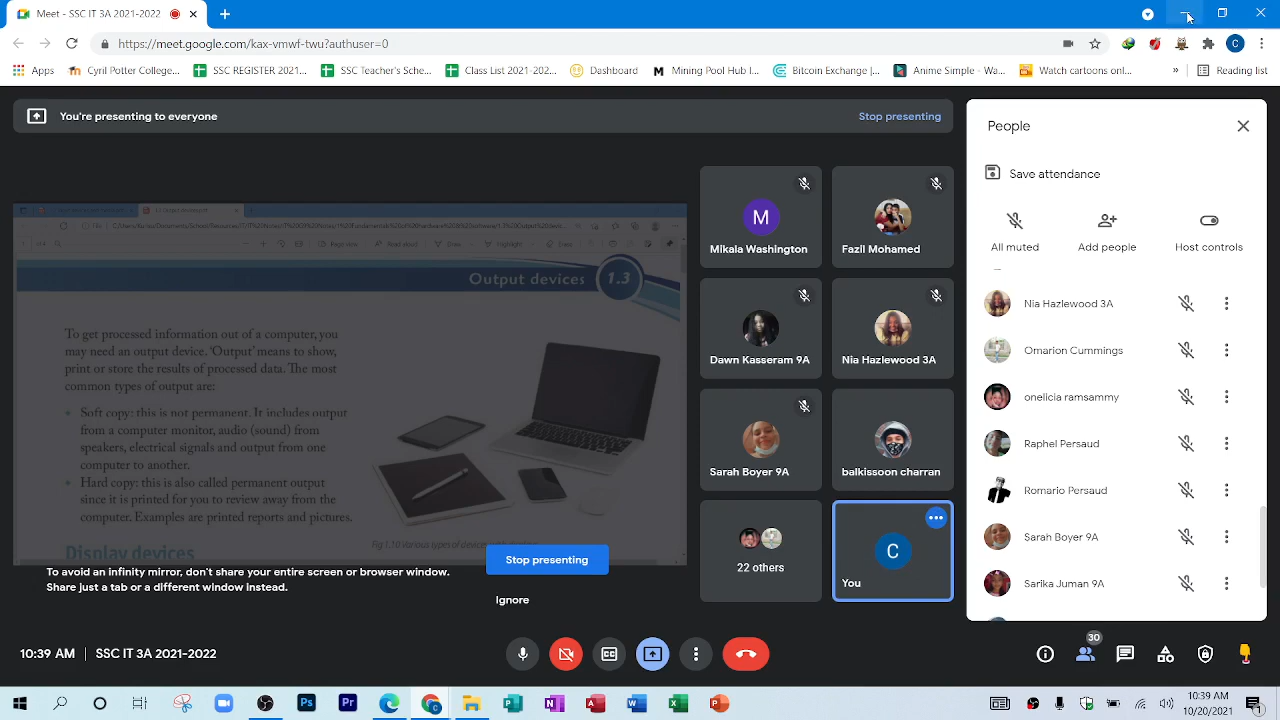 Meet - SSC IT 3A 2021-2022
https://meet.google.com/kax-vmwf-twu?authuser=0
C
Apps
Cyril Potter College...
SSC REGISTER 2021...
SSC Teacher's Sche...
Class List 2021-202...
Dashboard
Mining Pool Hub I...
Bitcoin Exchange |...
Anime Simple - Wa...
Watch cartoons onl...
»
Reading list
You're presenting to everyone
Stop presenting
Output devices 1.3
To get processed information out of a computer, you
may need an output device. 'Output' means to show,
print or store the results of processed data. The most
common types of output are:
• Soft copy: this is not permanent. It includes output
from a computer monitor, audio (sound) from
speakers, electrical signals and output from one
computer to another.
• Hard copy: this is also called permanent output
since it is printed for you to review away from the
computer. Examples are printed reports and pictures.
Display devices
Fig 1.10 Various types of devices with
Stop presenting
To avoid an infinity mirror, don't share your entire screen or browser window.
Share just a tab or a different window instead.
Ignore
M
Mikala Washington
Fazil Mohamed
Dawn Kasseram 9A
Nia Hazlewood 3A
Sarah Boyer 9A
balkissoon charran
22 others
C
You
People
Save attendance
All muted
Add people
Host controls
Nia Hazlewood 3A
Omarion Cummings
onelicia ramsammy
Raphel Persaud
Romario Persaud
Sarah Boyer 9A
Sarika Juman 9A
10:39 AM | SSC IT 3A 2021-2022
30
10:39 AM
10/20/2021